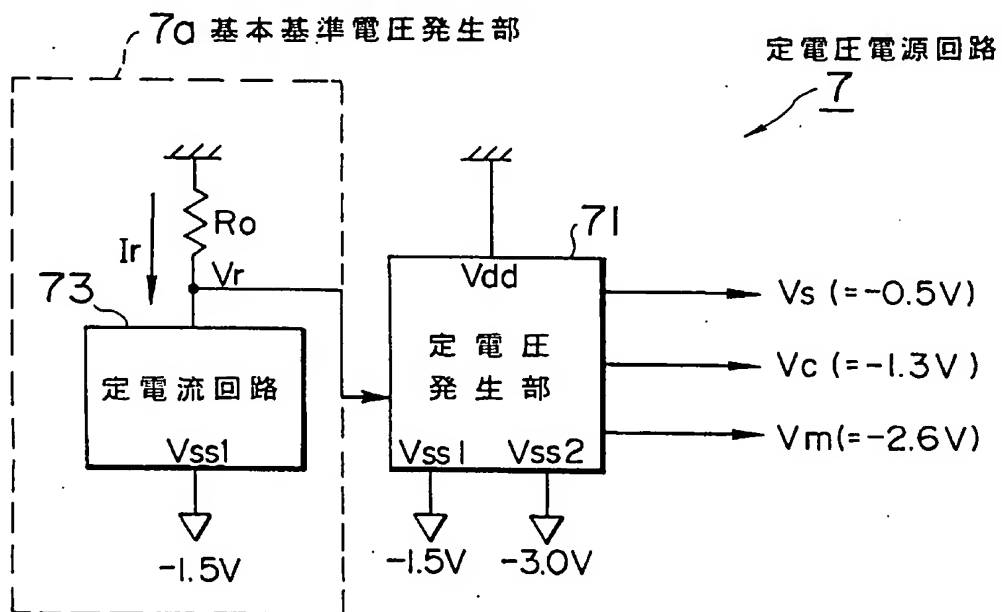 7a 基本基準電圧発生部
定電圧電源回路
7
Ro
Ir
Vr
73
定電流回路
Vss1
-1.5V
71
Vdd
定電圧
発生部
Vss1 Vss2
-1.5V -3.0V
Vs (=-0.5V)
Vc (=-1.3V)
Vm(=-2.6V)